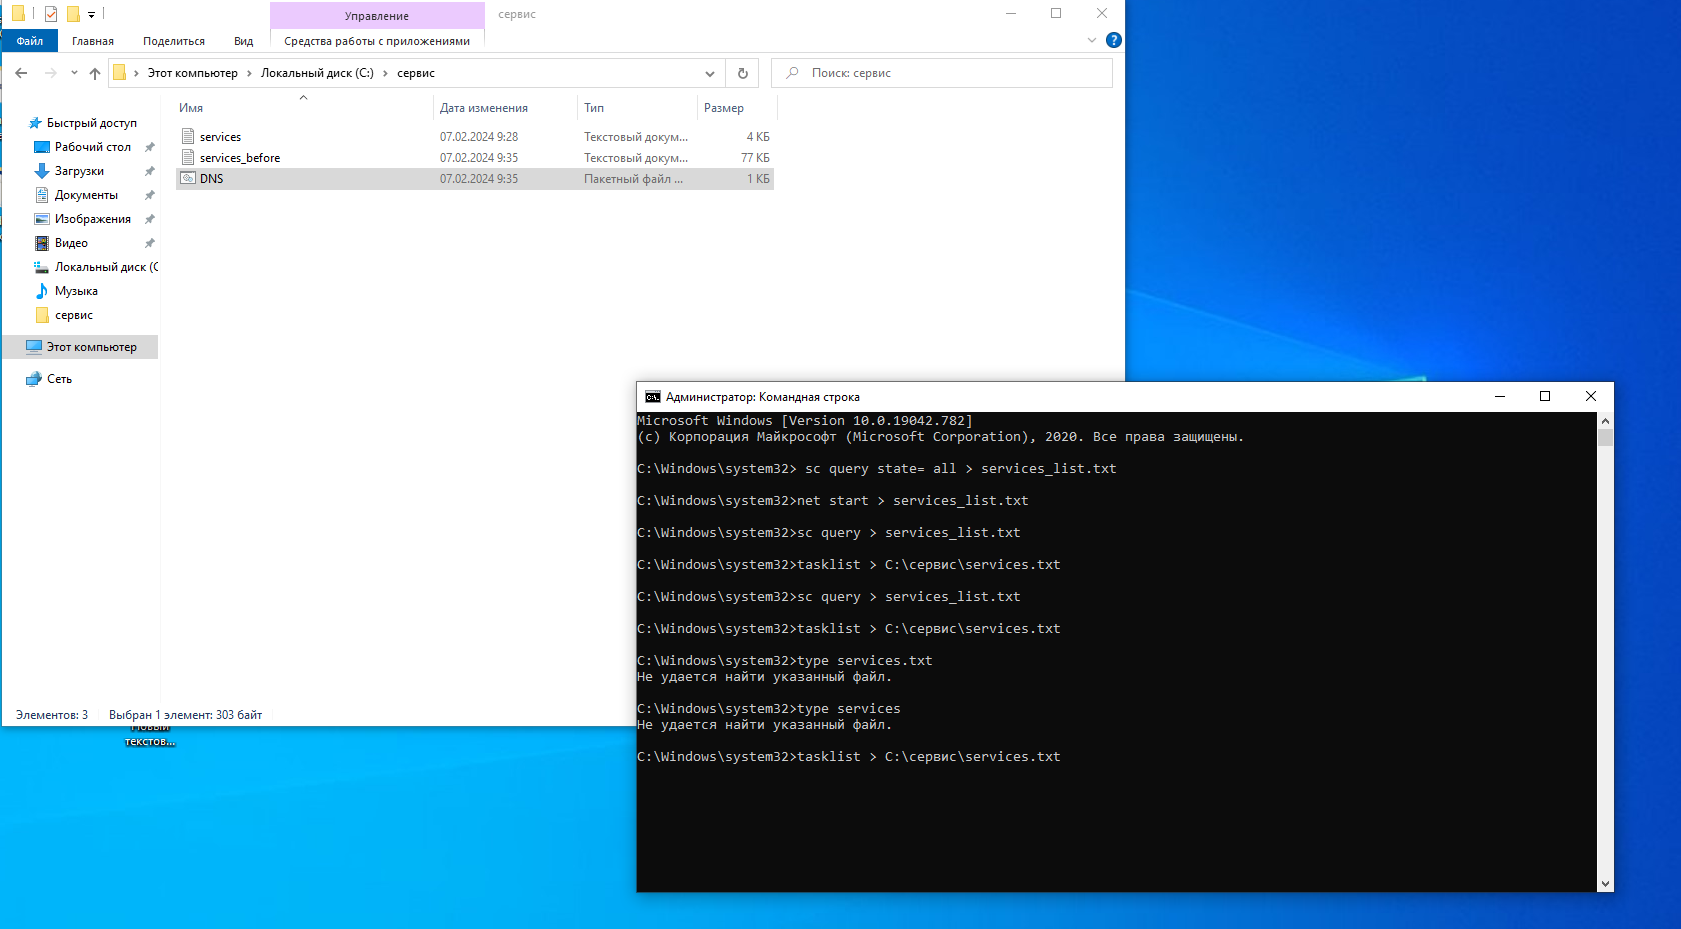 Управление
сервис
Файл
Главная
Поделиться
Вид
Средства работы с приложениями
?
Этот компьютер
Локальный диск (C:)
сервис
Поиск: сервис
Имя
Дата изменения
Тип
Размер
services
07.02.2024 9:28
Текстовый докум...
4 КБ
services_before
07.02.2024 9:35
Текстовый докум...
77 КБ
DNS
07.02.2024 9:35
Пакетный файл ...
1 КБ
Быстрый доступ
Рабочий стол
Загрузки
Документы
Изображения
Видео
Локальный диск (C
Музыка
сервис
Этот компьютер
Сеть
Элементов: 3
Выбран 1 элемент: 303 байт
Новый
текстов...
Администратор: Командная строка
Microsoft Windows [Version 10.0.19042.782]
(c) Корпорация Майкрософт (Microsoft Corporation), 2020. Все права защищены.
C:\Windows\system32> sc query state= all > services_list.txt
C:\Windows\system32>net start > services_list.txt
C:\Windows\system32>sc query > services_list.txt
C:\Windows\system32>tasklist > C:\сервис\services.txt
C:\Windows\system32>sc query > services_list.txt
C:\Windows\system32>tasklist > C:\сервис\services.txt
C:\Windows\system32>type services.txt
Не удается найти указанный файл.
C:\Windows\system32>type services
Не удается найти указанный файл.
C:\Windows\system32>tasklist > C:\сервис\services.txt